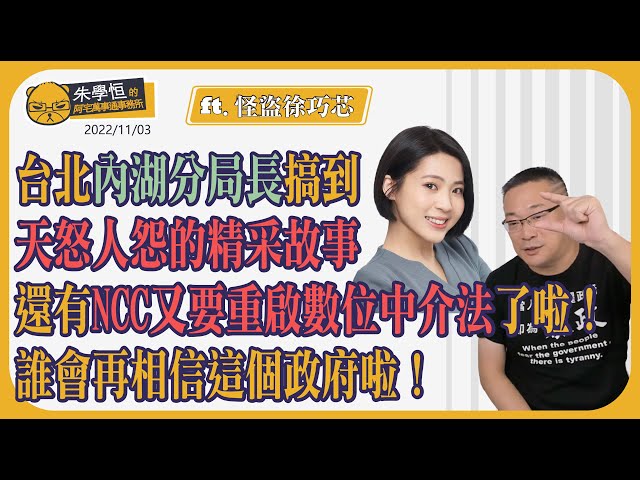 朱學恒的
阿宅萬事通事務所
2022/11/03
ft. 怪盜徐巧芯
台北內湖分局長搞到
天怒人怨的精采故事
還有NCC又要重啟數位中介法了啦！
誰會再相信這個政府啦！
When the people
fear the government,
there is tyranny.